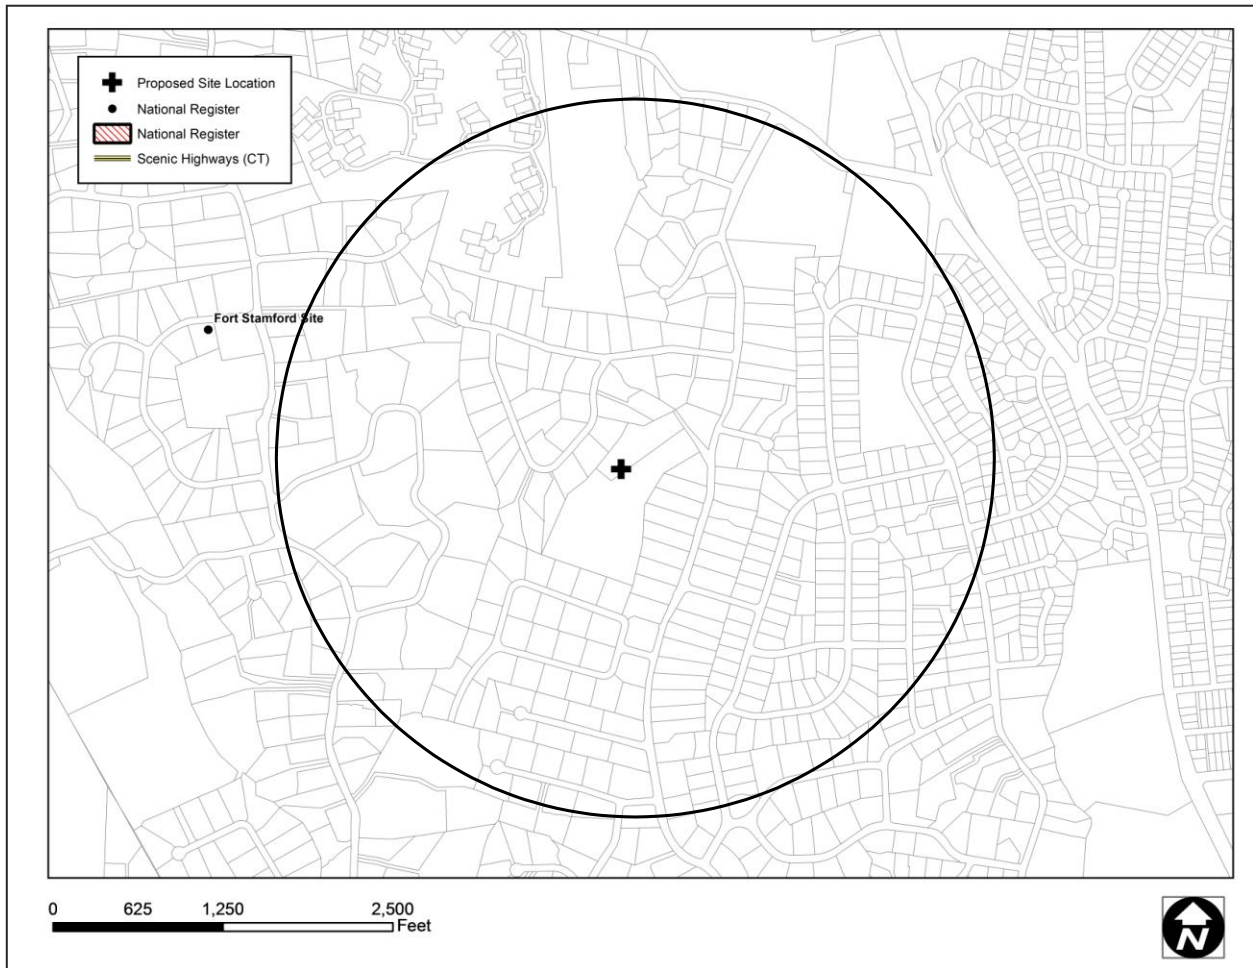 Proposed Site Location
National Register
National Register
Scenic Highways (CT)
Fort Stamford Site
0 625 1,250 2,500
Feet
N